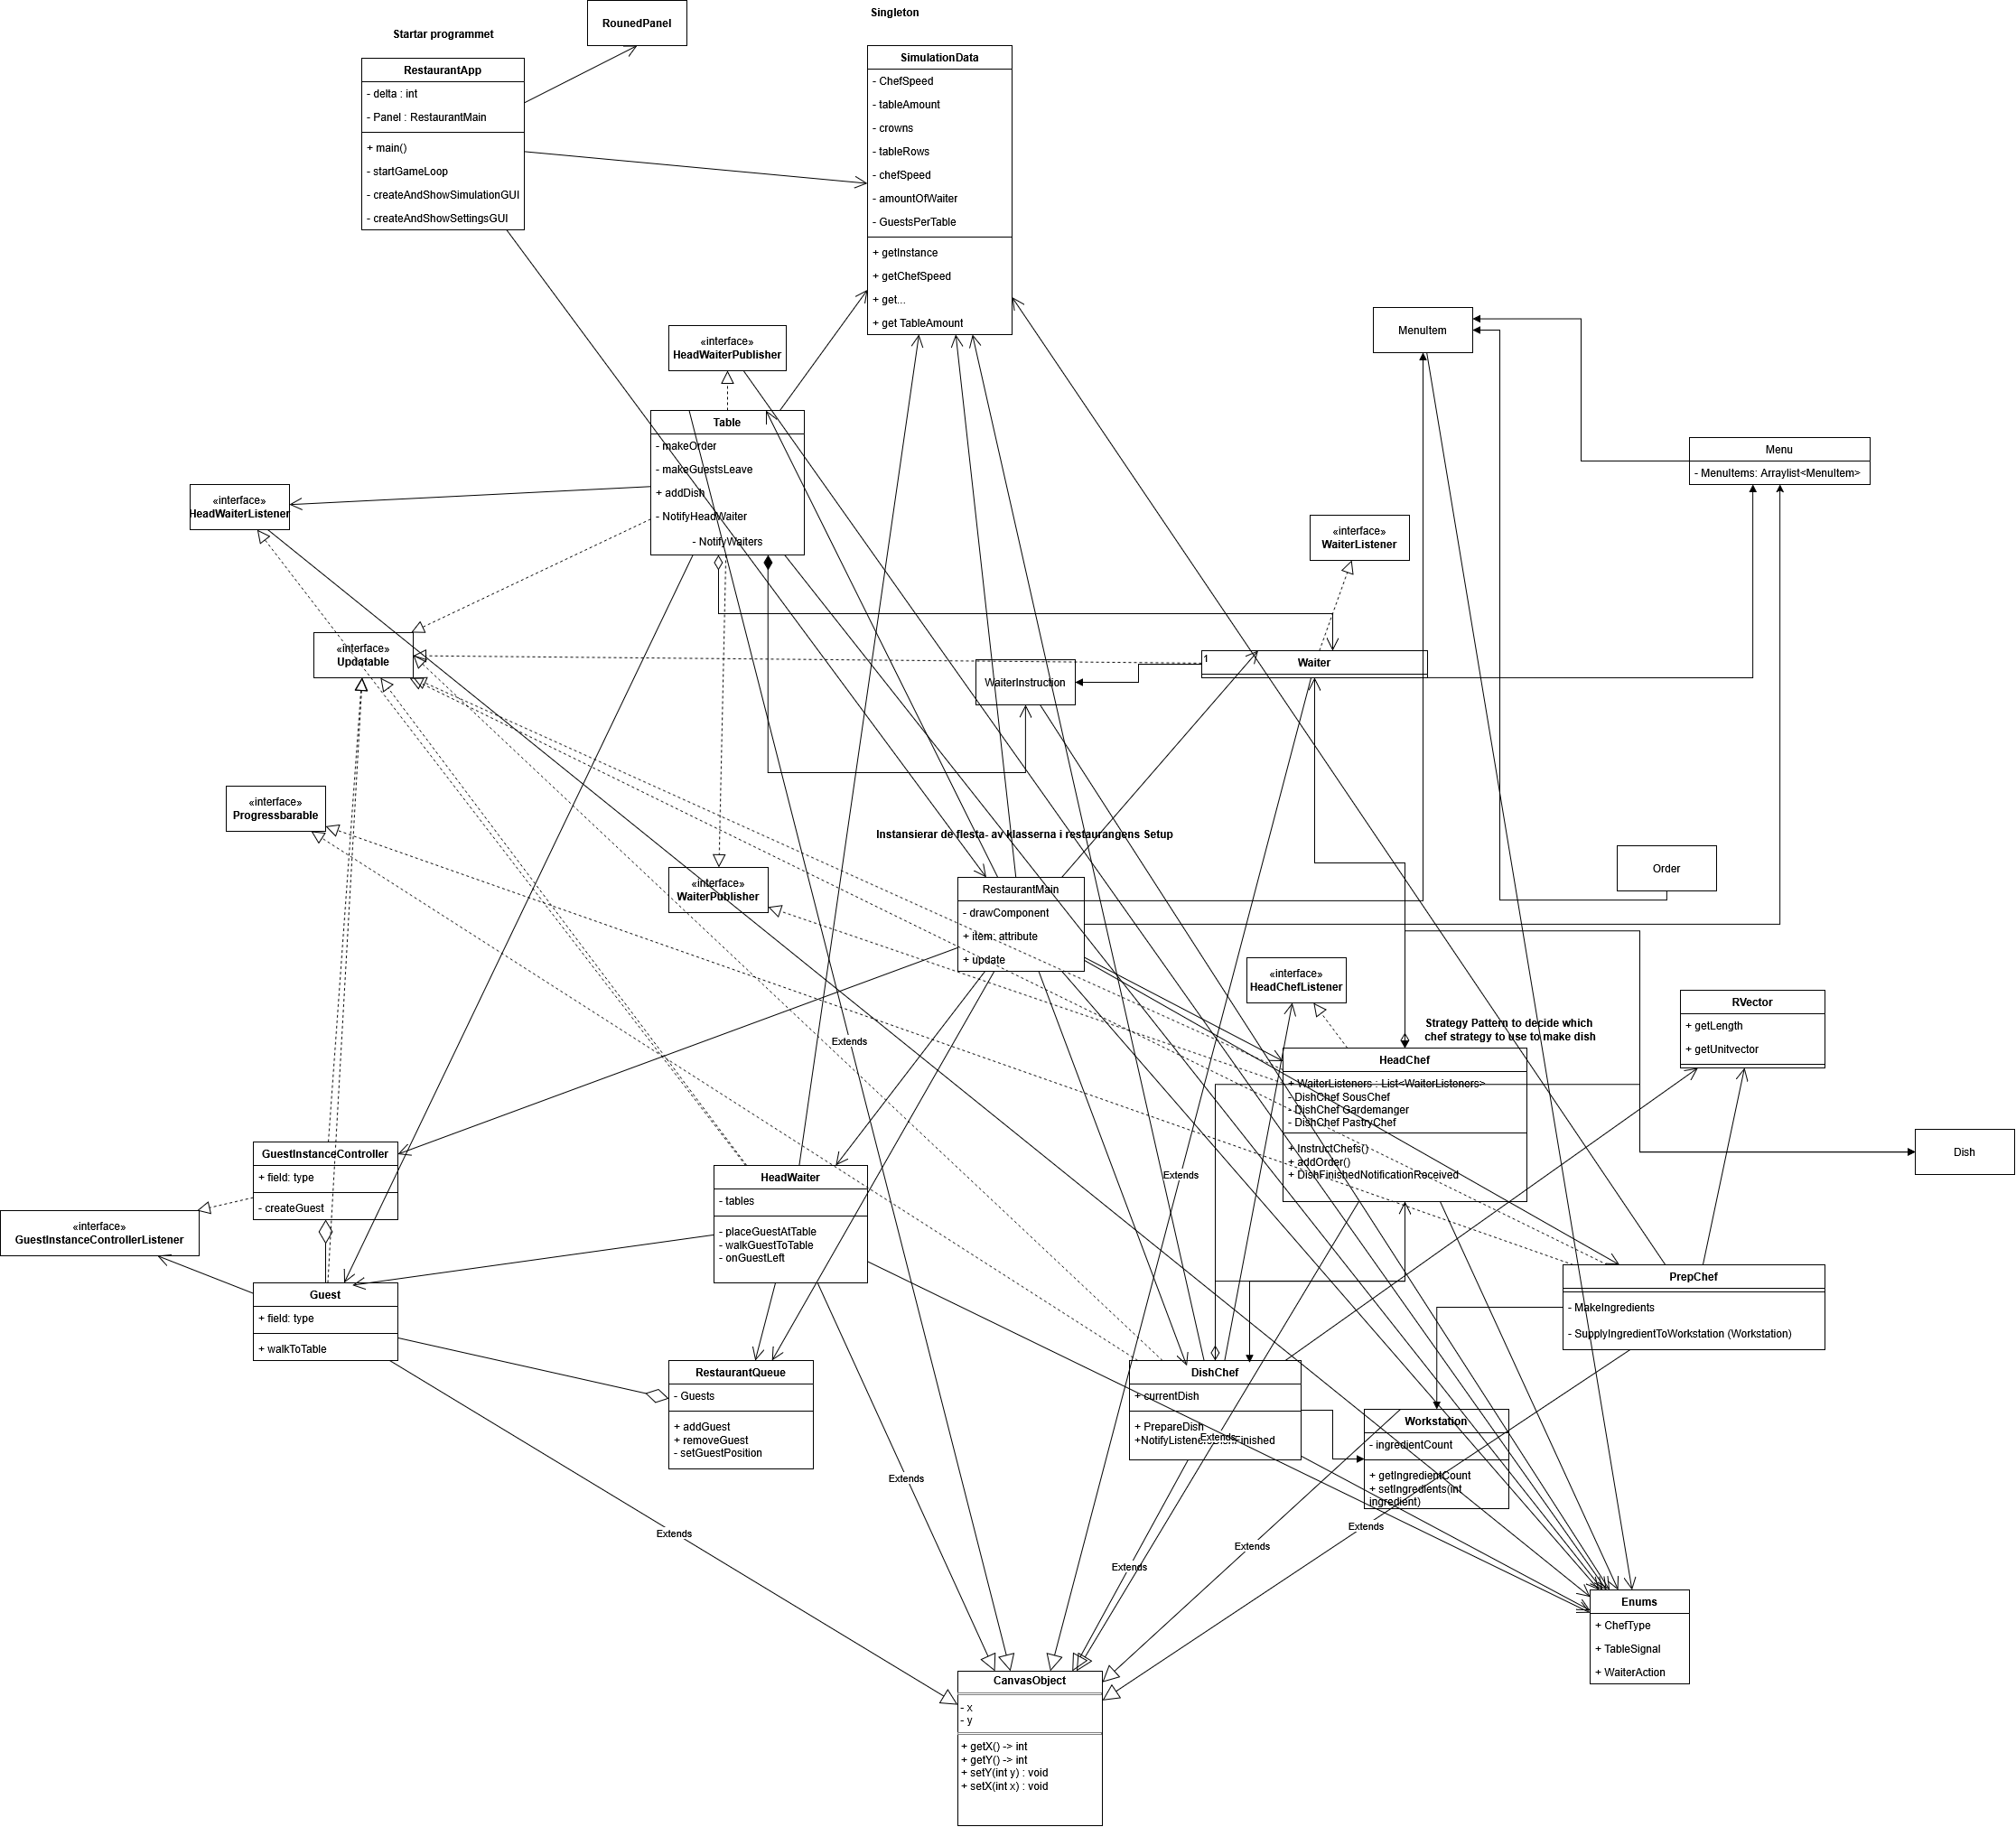 Singleton
RounedPanel
Startar programmet
RestaurantApp
- delta : int
- Panel : RestaurantMain
+ main()
- startGameLoop
- createAndShowSimulationGUI
- createAndShowSettingsGUI
SimulationData
- ChefSpeed
- tableAmount
- crowns
- tableRows
- chefSpeed
- amountOfWaiter
- GuestsPerTable
+ getInstance
+ getChefSpeed
+ get...
+ get TableAmount
«interface»
HeadWaiterPublisher
MenuItem
Table
- makeOrder
- makeGuestsLeave
+ addDish
- NotifyHeadWaiter
- NotifyWaiters
Menu
- MenuItems: Arraylist<MenuItem>
«interface»
HeadWaiterListener
«interface»
WaiterListener
«interface»
Updatable
1
Waiter
WaiterInstruction
«interface»
Progressbarable
Instansierar de flesta- av klasserna i restaurangens Setup
«interface»
WaiterPublisher
RestaurantMain
- drawComponent
+ item: attribute
+ update
Order
«interface»
HeadChefListener
RVector
+ getLength
+ getUnitvector
Strategy Pattern to decide which
chef strategy to use to make dish
Extends
HeadChef
+ WaiterListeners : List<WaiterListeners>
- DishChef SousChef
- DishChef Gardemanger
- DishChef PastryChef
+ InstructChefs()
+ addOrder()
+ DishFinishedNotificationReceived
Dish
GuestInstanceController
+ field: type
- createGuest
HeadWaiter
- tables
- placeGuestAtTable
- walkGuestToTable
- onGuestLeft
Extends
«interface»
GuestInstanceControllerListener
PrepChef
- MakeIngredients
- SupplyIngredientToWorkstation (Workstation)
Guest
+ field: type
+ walkToTable
RestaurantQueue
- Guests
+ addGuest
+ removeGuest
- setGuestPosition
DishChef
+ currentDish
+ PrepareDish
+NotifyListenersDishFinished
Extends
Workstation
- ingredientCount
+ getIngredientCount
+ setIngredients(int
ingredient)
Extends
Extends
Extends
Extends
Extends
Enums
+ ChefType
+ TableSignal
+ WaiterAction
CanvasObject
- x
- y
+ getX() -> int
+ getY() -> int
+ setY(int y) : void
+ setX(int x) : void